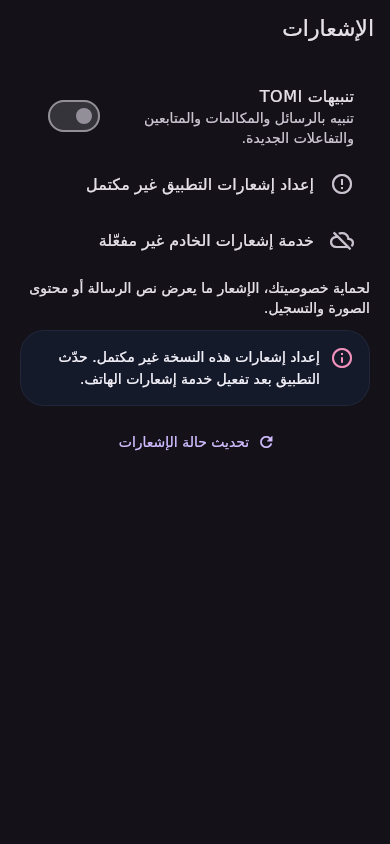 الإشعارات
تنبيهات TOMI
تنبيه بالرسائل والمكالمات والمتابعين
والتفاعلات الجديدة.
إعداد إشعارات التطبيق غير مكتمل
خدمة إشعارات الخادم غير مفعّلة
لحماية خصوصيتك، الإشعار ما يعرض نص الرسالة أو محتوى
الصورة والتسجيل.
إعداد إشعارات هذه النسخة غير مكتمل. حدّث
التطبيق بعد تفعيل خدمة إشعارات الهاتف.
تحديث حالة الإشعارات